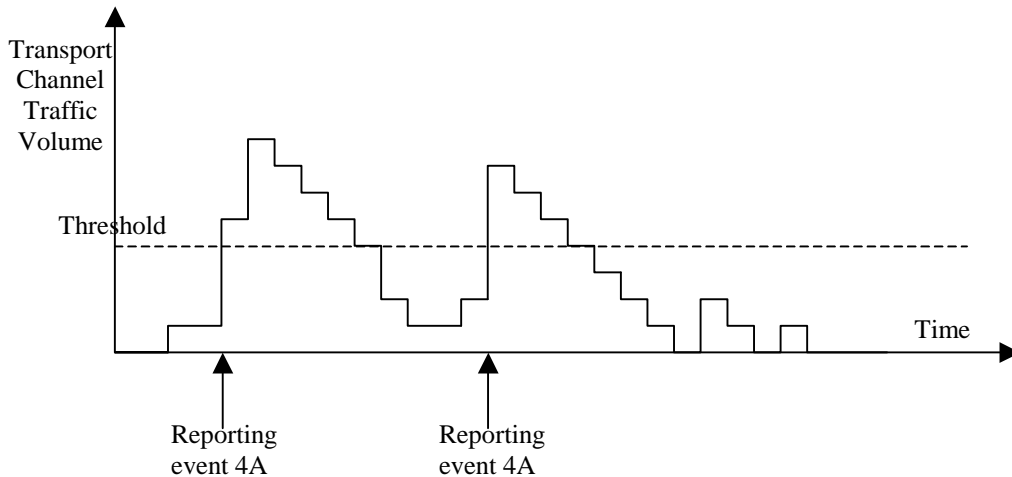 Transport
Channel
Traffic
Volume
Threshold
Time
Reporting
event 4A
Reporting
event 4A